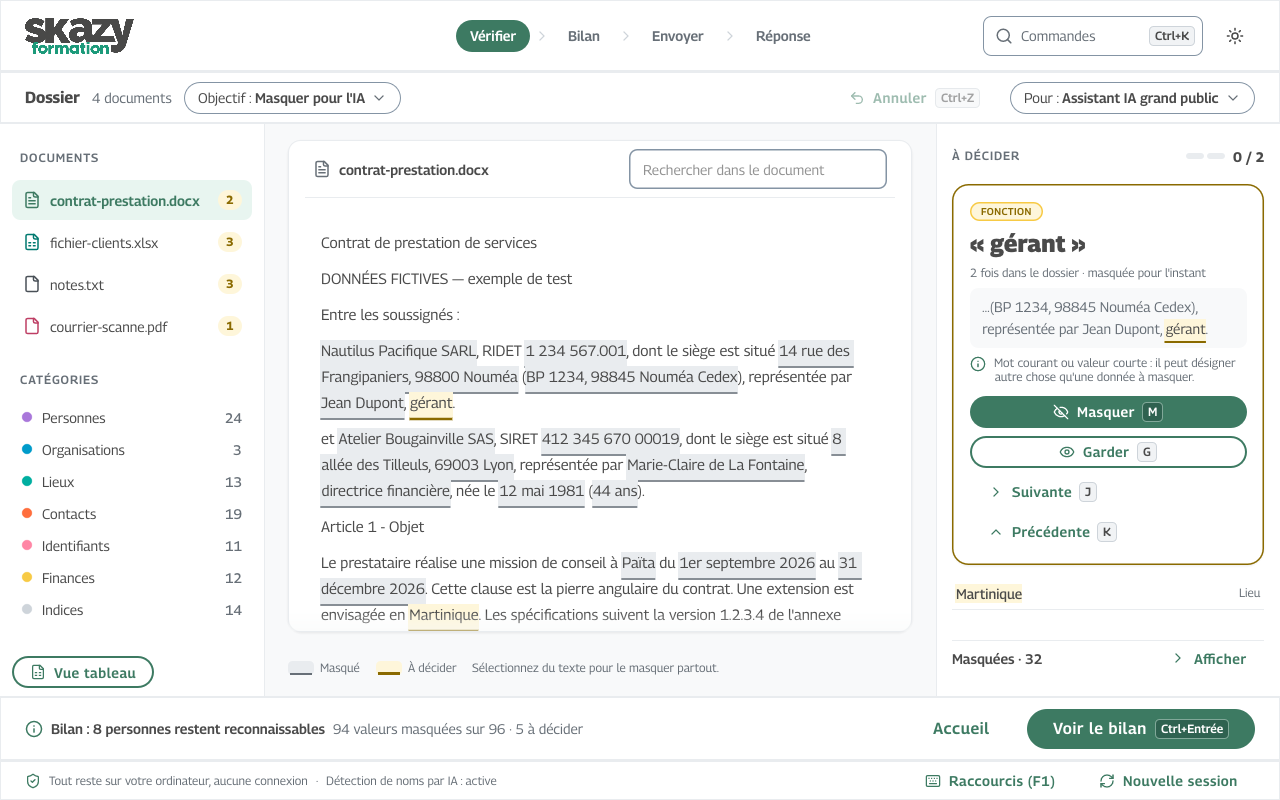 skazy
formation
Vérifier
Bilan
Envoyer
Réponse
Commandes
Ctrl+K
Dossier
4 documents
Objectif : Masquer pour l'IA
Annuler
Ctrl+Z
Pour : Assistant IA grand public
DOCUMENTS
contrat-prestation.docx
2
fichier-clients.xlsx
3
notes.txt
3
courrier-scanne.pdf
1
CATÉGORIES
Personnes
24
Organisations
3
Lieux
13
Contacts
19
Identifiants
11
Finances
12
Indices
14
Vue tableau
contrat-prestation.docx
Rechercher dans le document
Contrat de prestation de services
DONNÉES FICTIVES — exemple de test
Entre les soussignés :
Nautilus Pacifique SARL, RIDET 1 234 567.001, dont le siège est situé 14 rue des
Frangipaniers, 98800 Nouméa (BP 1234, 98845 Nouméa Cedex), représentée par
Jean Dupont, gérant.
et Atelier Bougainville SAS, SIRET 412 345 670 00019, dont le siège est situé 8
allée des Tilleuls, 69003 Lyon, représentée par Marie-Claire de La Fontaine,
directrice financière, née le 12 mai 1981 (44 ans).
Article 1 - Objet
Le prestataire réalise une mission de conseil à Païta du 1er septembre 2026 au 31
décembre 2026. Cette clause est la pierre angulaire du contrat. Une extension est
envisagée en Martinique. Les spécifications suivent la version 1.2.3.4 de l'annexe
Masqué
À décider
Sélectionnez du texte pour le masquer partout.
À DÉCIDER
0 / 2
FONCTION
« gérant »
2 fois dans le dossier · masquée pour l'instant
…(BP 1234, 98845 Nouméa Cedex),
représentée par Jean Dupont, gérant.
Mot courant ou valeur courte : il peut désigner
autre chose qu'une donnée à masquer.
Masquer
M
Garder
G
Suivante
J
Précédente
K
Martinique
Lieu
Masquées · 32
Afficher
Bilan : 8 personnes restent reconnaissables
94 valeurs masquées sur 96 · 5 à décider
Accueil
Voir le bilan
Ctrl+Entrée
Tout reste sur votre ordinateur, aucune connexion · Détection de noms par IA : active
Raccourcis (F1)
Nouvelle session